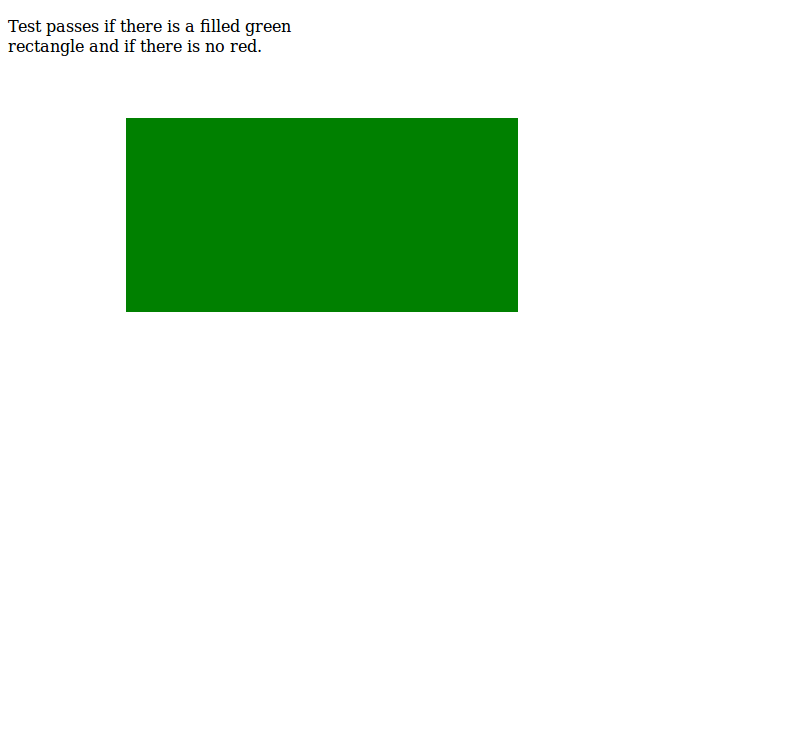 Test passes if there is a filled green
rectangle and if there is no red.